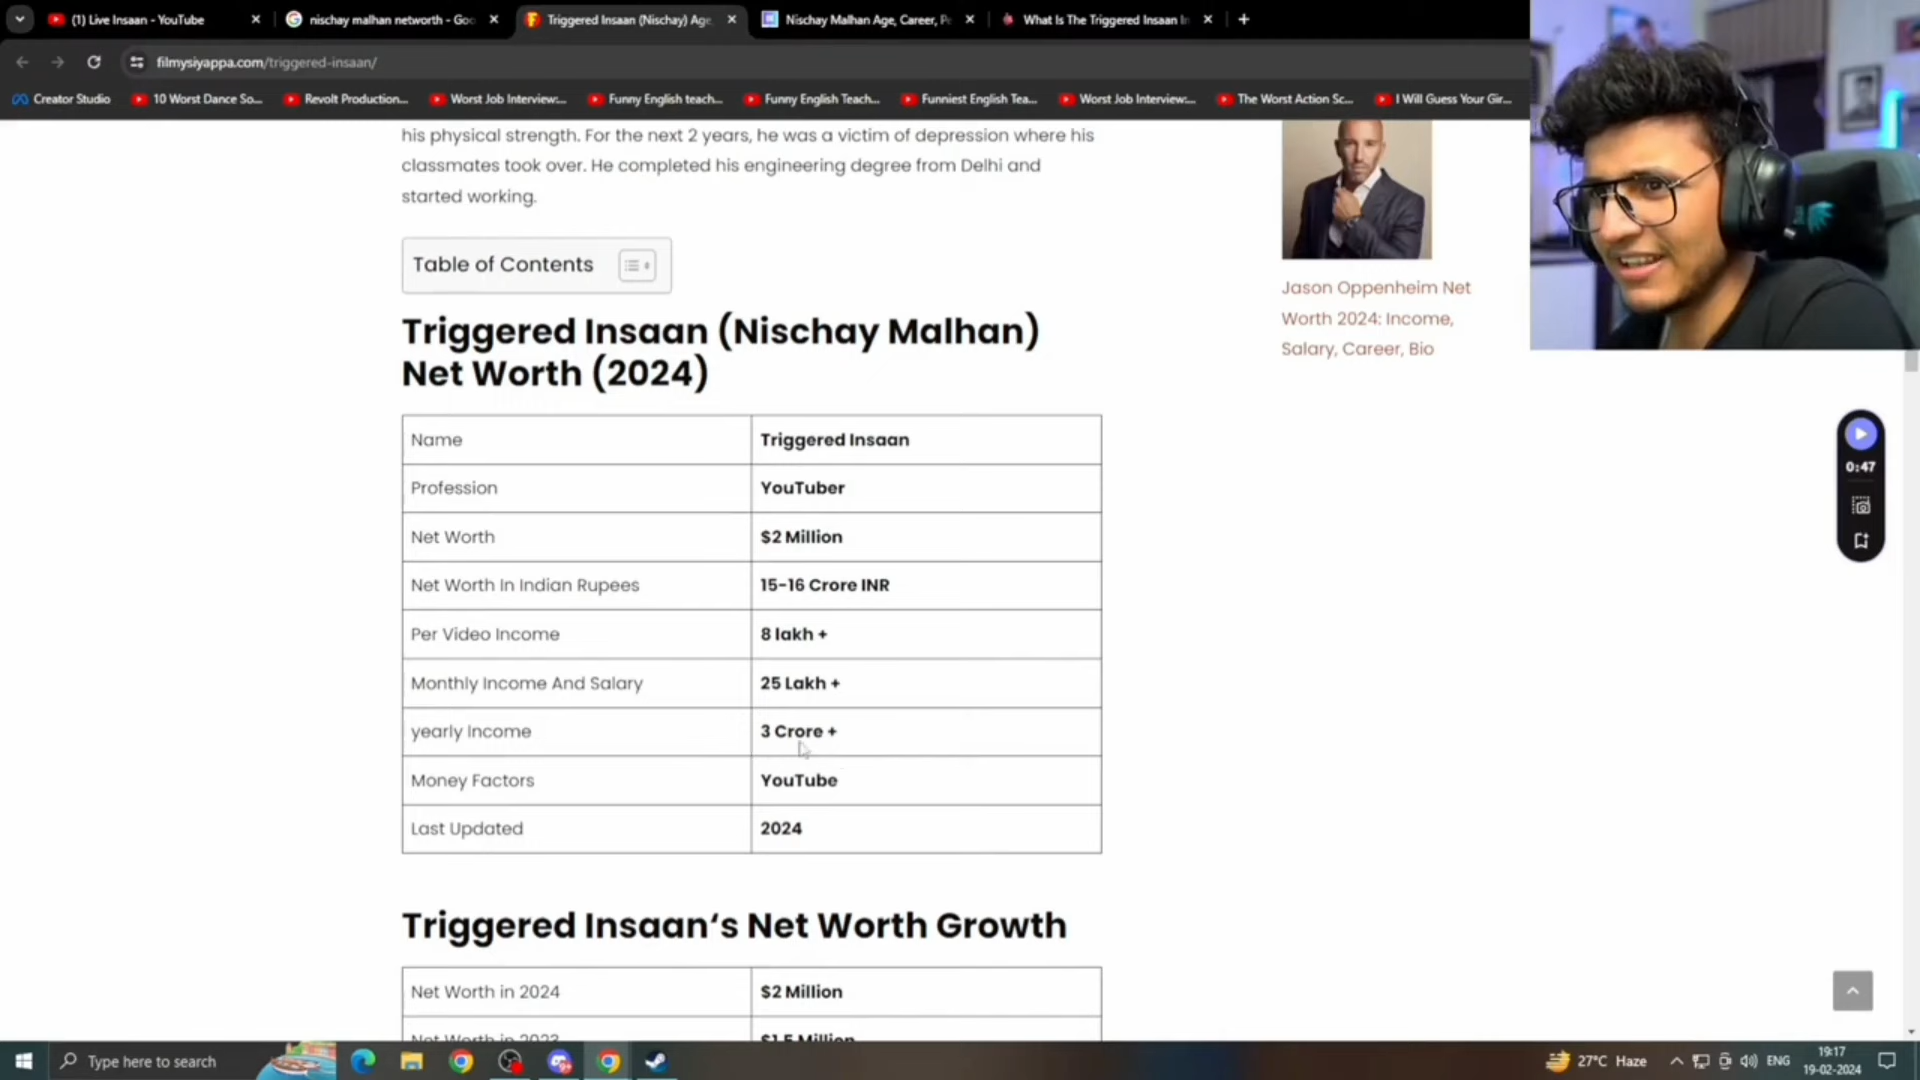 (1) Live Insaan - YouTube
nischay malhan networth - Goo
Triggered Insaan (Nischay) Age,
Nischay Malhan Age, Career, P
What Is The Triggered Insaan I
filmysiyappa.com/triggered-insaan/
Creator Studio
10 Worst Dance So...
Revolt Production...
Worst Job Interview:...
Funny English teach...
Funny English Teach...
Funniest English Tea...
Worst Job Interview:...
The Worst Action Sc...
I Will Guess Your Gir...
his physical strength. For the next 2 years, he was a victim of depression where his
classmates took over. He completed his engineering degree from Delhi and
started working.
Table of Contents
Triggered Insaan (Nischay Malhan)
Net Worth (2024)
Name Triggered Insaan
Profession YouTuber
Net Worth $2 Million
Net Worth In Indian Rupees 15-16 Crore INR
Per Video Income 8 lakh +
Monthly Income And Salary 25 Lakh +
yearly Income 3 Crore +
Money Factors YouTube
Last Updated 2024
Triggered Insaan‘s Net Worth Growth
Net Worth in 2024 $2 Million
Net Worth in 2023 $1.5 Million
Jason Oppenheim Net
Worth 2024: Income,
Salary, Career, Bio
0:47
Type here to search
27°C Haze
ENG
19:17
19-02-2024